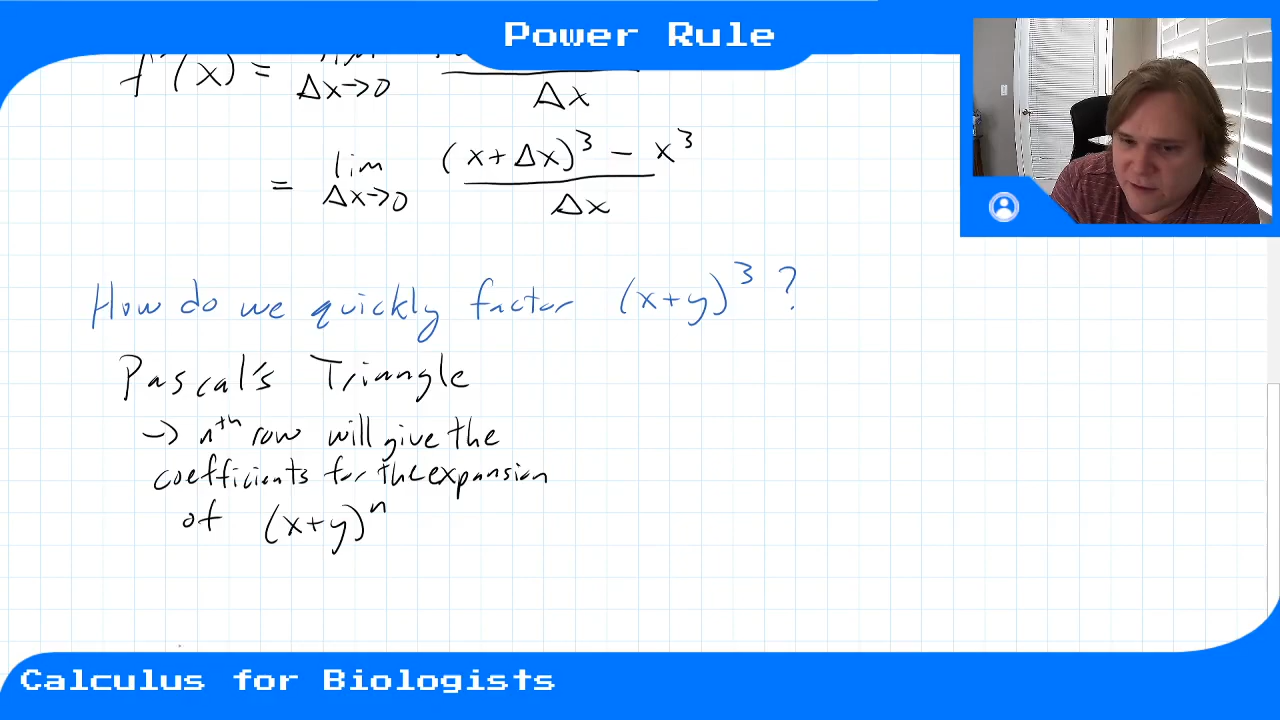 Power Rule
f'(x) = lim
Δx→0
Δx
= lim
Δx→0
(x+Δx)³ − x³
Δx
How do we quickly factor (x+y)³ ?
Pascal's Triangle
→ nᵗʰ row will give the
coefficients for the expansion
of (x+y)ⁿ
Calculus for Biologists